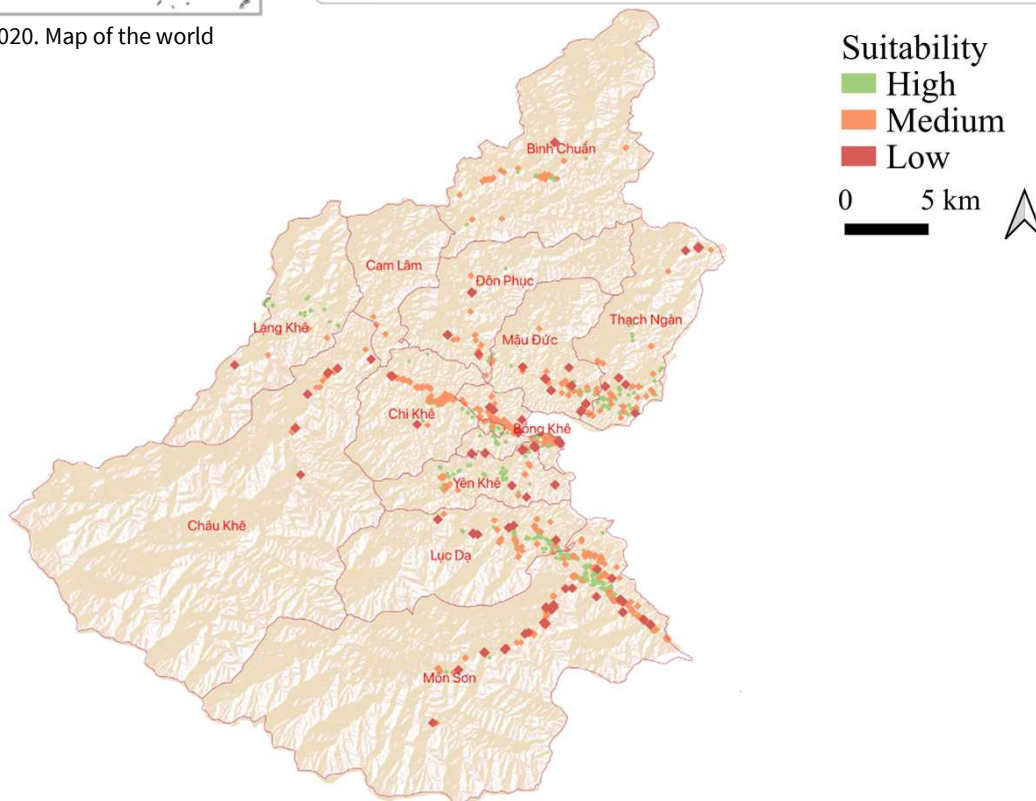 020. Map of the world
Suitability
High
Medium
Low
0 5 km
Bình Chuẩn
Cam Lâm
Đôn Phục
Thạch Ngàn
Lạng Khê
Mậu Đức
Chi Khê
Bồng Khê
Yên Khê
Châu Khê
Lục Dạ
Môn Sơn